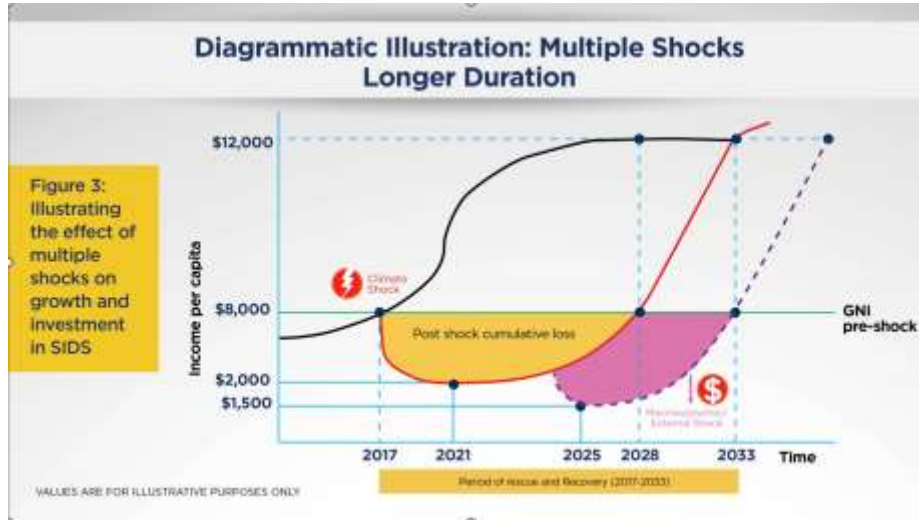 Diagrammatic Illustration: Multiple Shocks
Longer Duration
Figure 3:
Illustrating
the effect of
multiple
shocks on
growth and
investment
in SIDS
Income per capita
$12,000
$8,000
$2,000
$1,500
Climate
Shock
Post shock cumulative loss
GNI
pre-shock
$
Macroeconomic/
External Shock
2017 2021 2025 2028 2033 Time
Period of rescue and Recovery (2017-2033)
VALUES ARE FOR ILLUSTRATIVE PURPOSES ONLY